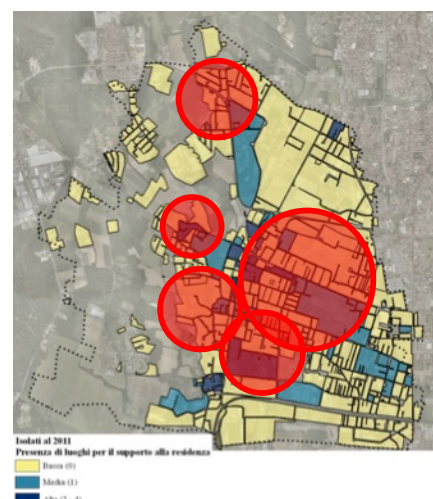 Isolati al 2011
Presenza di luoghi per il supporto alla residenza
Bassa (0)
Media (1)